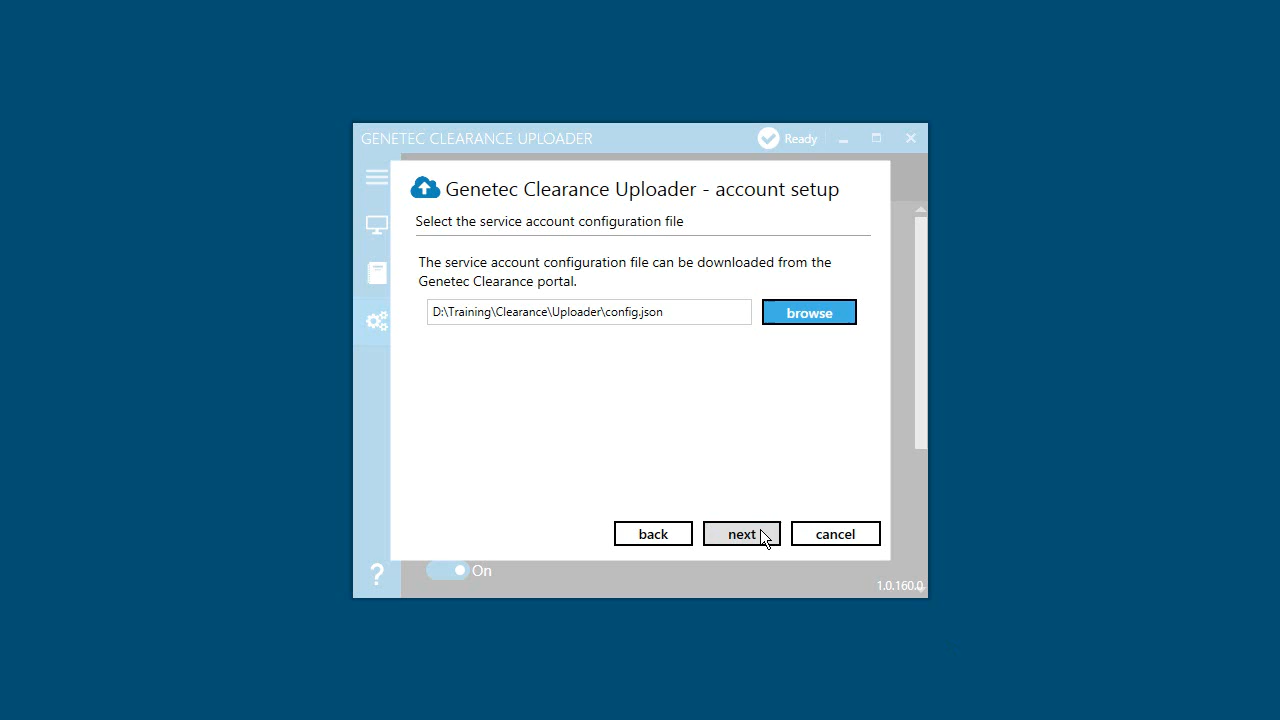 GENETEC CLEARANCE UPLOADER
Ready
Genetec Clearance Uploader - account setup
Select the service account configuration file
The service account configuration file can be downloaded from the
Genetec Clearance portal.
D:\Training\Clearance\Uploader\config.json
browse
back
next
cancel
?
On
1.0.160.0